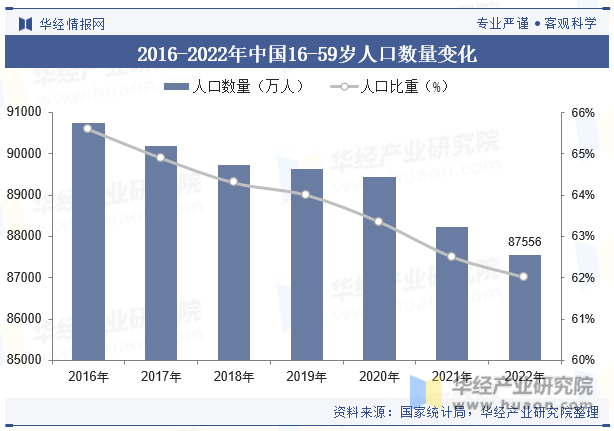 华经情报网
专业严谨 • 客观科学
2016-2022年中国16-59岁人口数量变化
人口数量（万人） 人口比重（%）
91000 66%
90000 65%
89000 64%
88000 63%
87000 62%
86000 61%
85000 60%
87556
2016年 2017年 2018年 2019年 2020年 2021年 2022年
华经产业研究院
www.huaon.com
资料来源：国家统计局，华经产业研究院整理